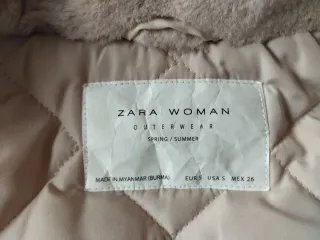 ZARA WOMAN
OUTERWEAR
SPRING / SUMMER
MADE IN MYANMAR (BURMA) EUR S USA S MEX 26